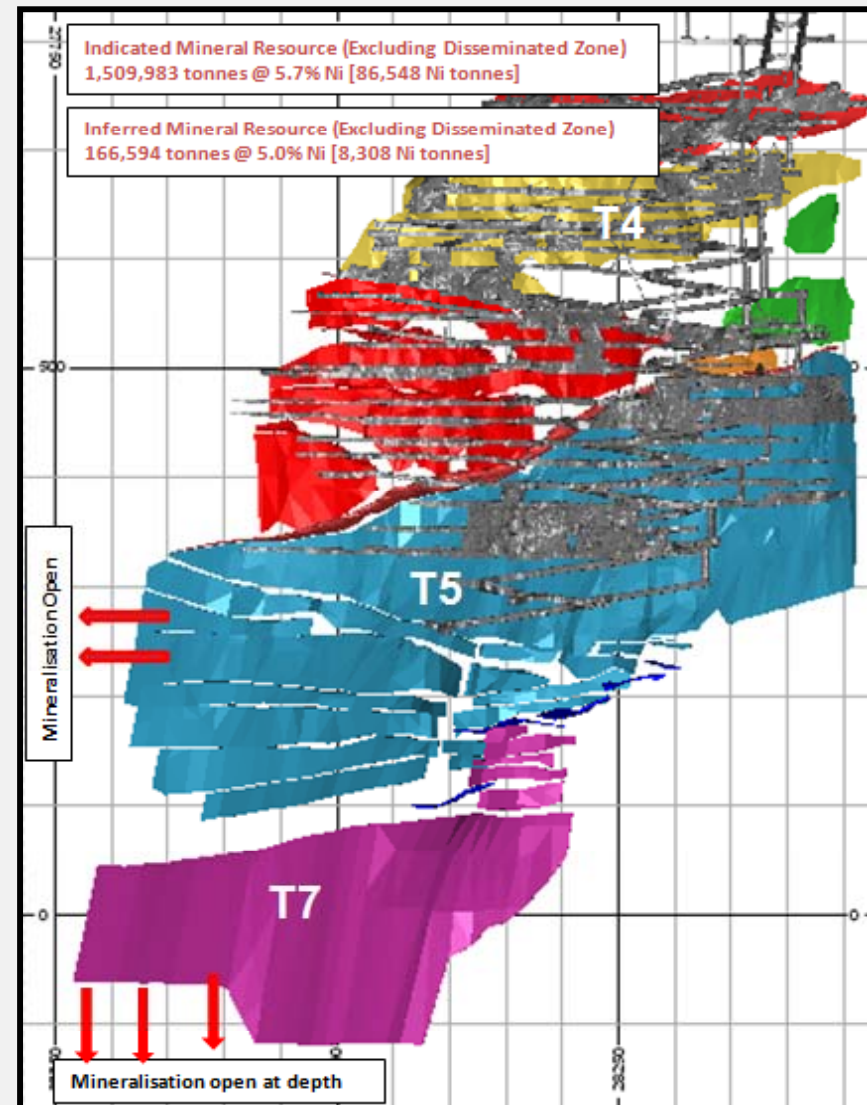 27750
Indicated Mineral Resource (Excluding Disseminated Zone)
1,509,983 tonnes @ 5.7% Ni [86,548 Ni tonnes]
Inferred Mineral Resource (Excluding Disseminated Zone)
166,594 tonnes @ 5.0% Ni [8,308 Ni tonnes]
T4
500
Mineralisation Open
T5
T7
0
0
28250
Mineralisation open at depth